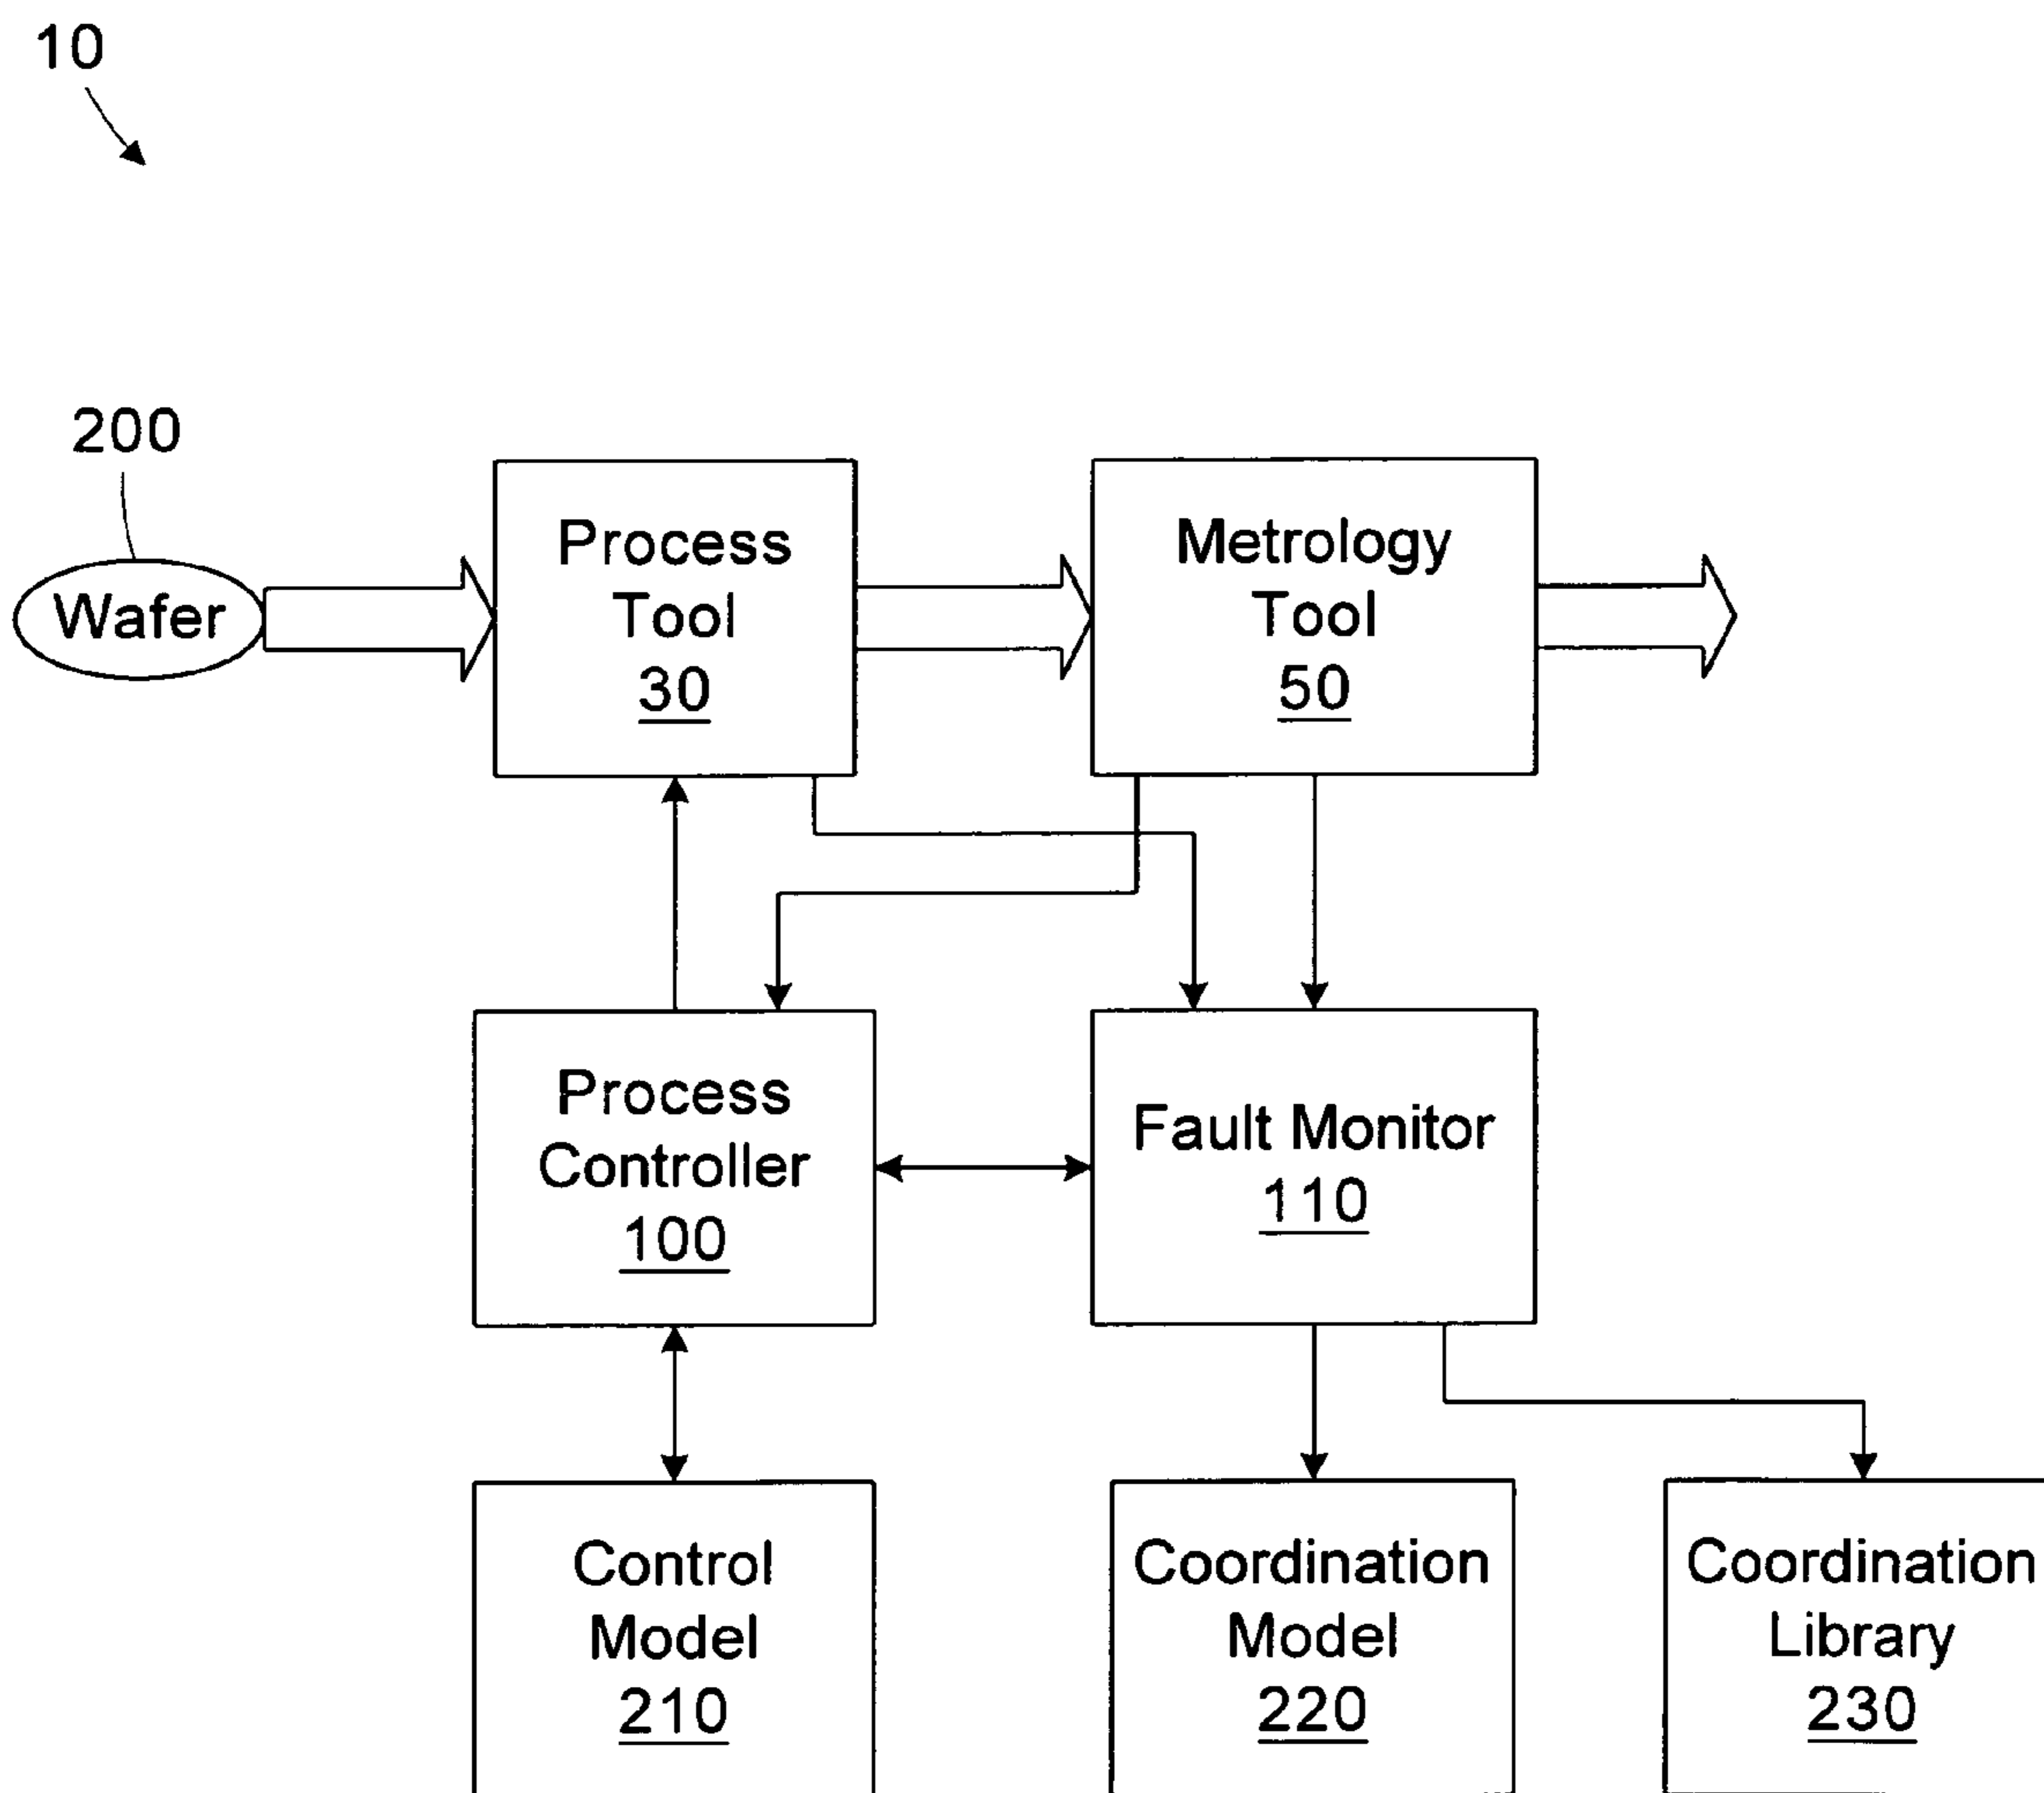 10
200
Wafer
Process
Tool
30
Metrology
Tool
50
Process
Controller
100
Fault Monitor
110
Control
Model
210
Coordination
Model
220
Coordination
Library
230